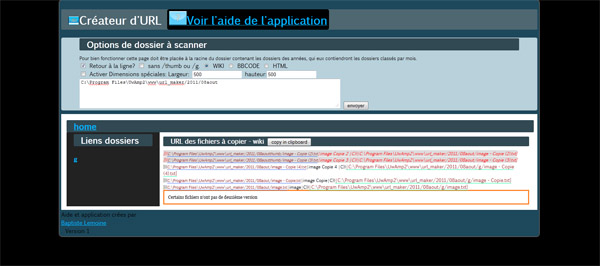 Créateur d'URL Voir l'aide de l'application
Options de dossier à scanner
Pour bien fonctionner cette page doit être placée à la racine du dossier contenant les dossiers des années, qui eux contiendront les dossiers classés par mois.
Retour à la ligne? sans /thumb ou /g. WIKI BBCODE HTML
Activer Dimensions spéciales: Largeur: 500 hauteur: 500
C:\Program Files\UwAmp2\www\url_maker/2011/08aout
envoyer
home
Liens dossiers
g
URL des fichiers à copier - wiki copy in clipboard
Certains fichiers n'ont pas de deuxième version
Aide et application crées par
Baptiste Lemoine
Version 1